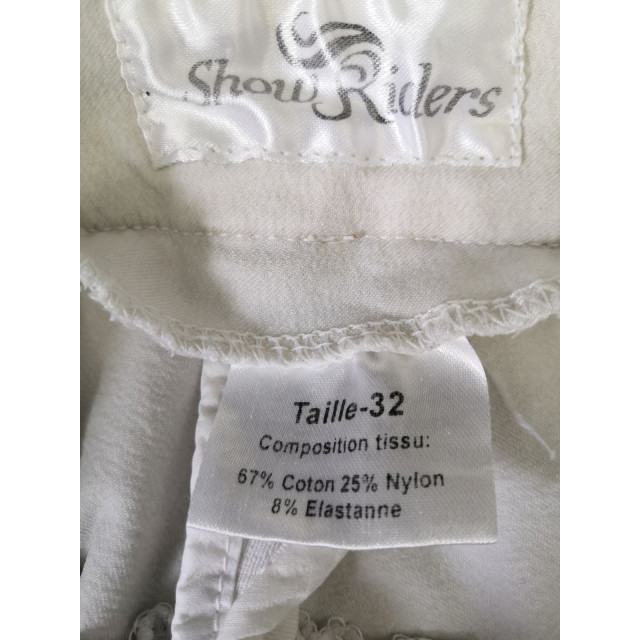 Show Riders
Taille-32
Composition tissu:
67% Coton 25% Nylon
8% Elastanne